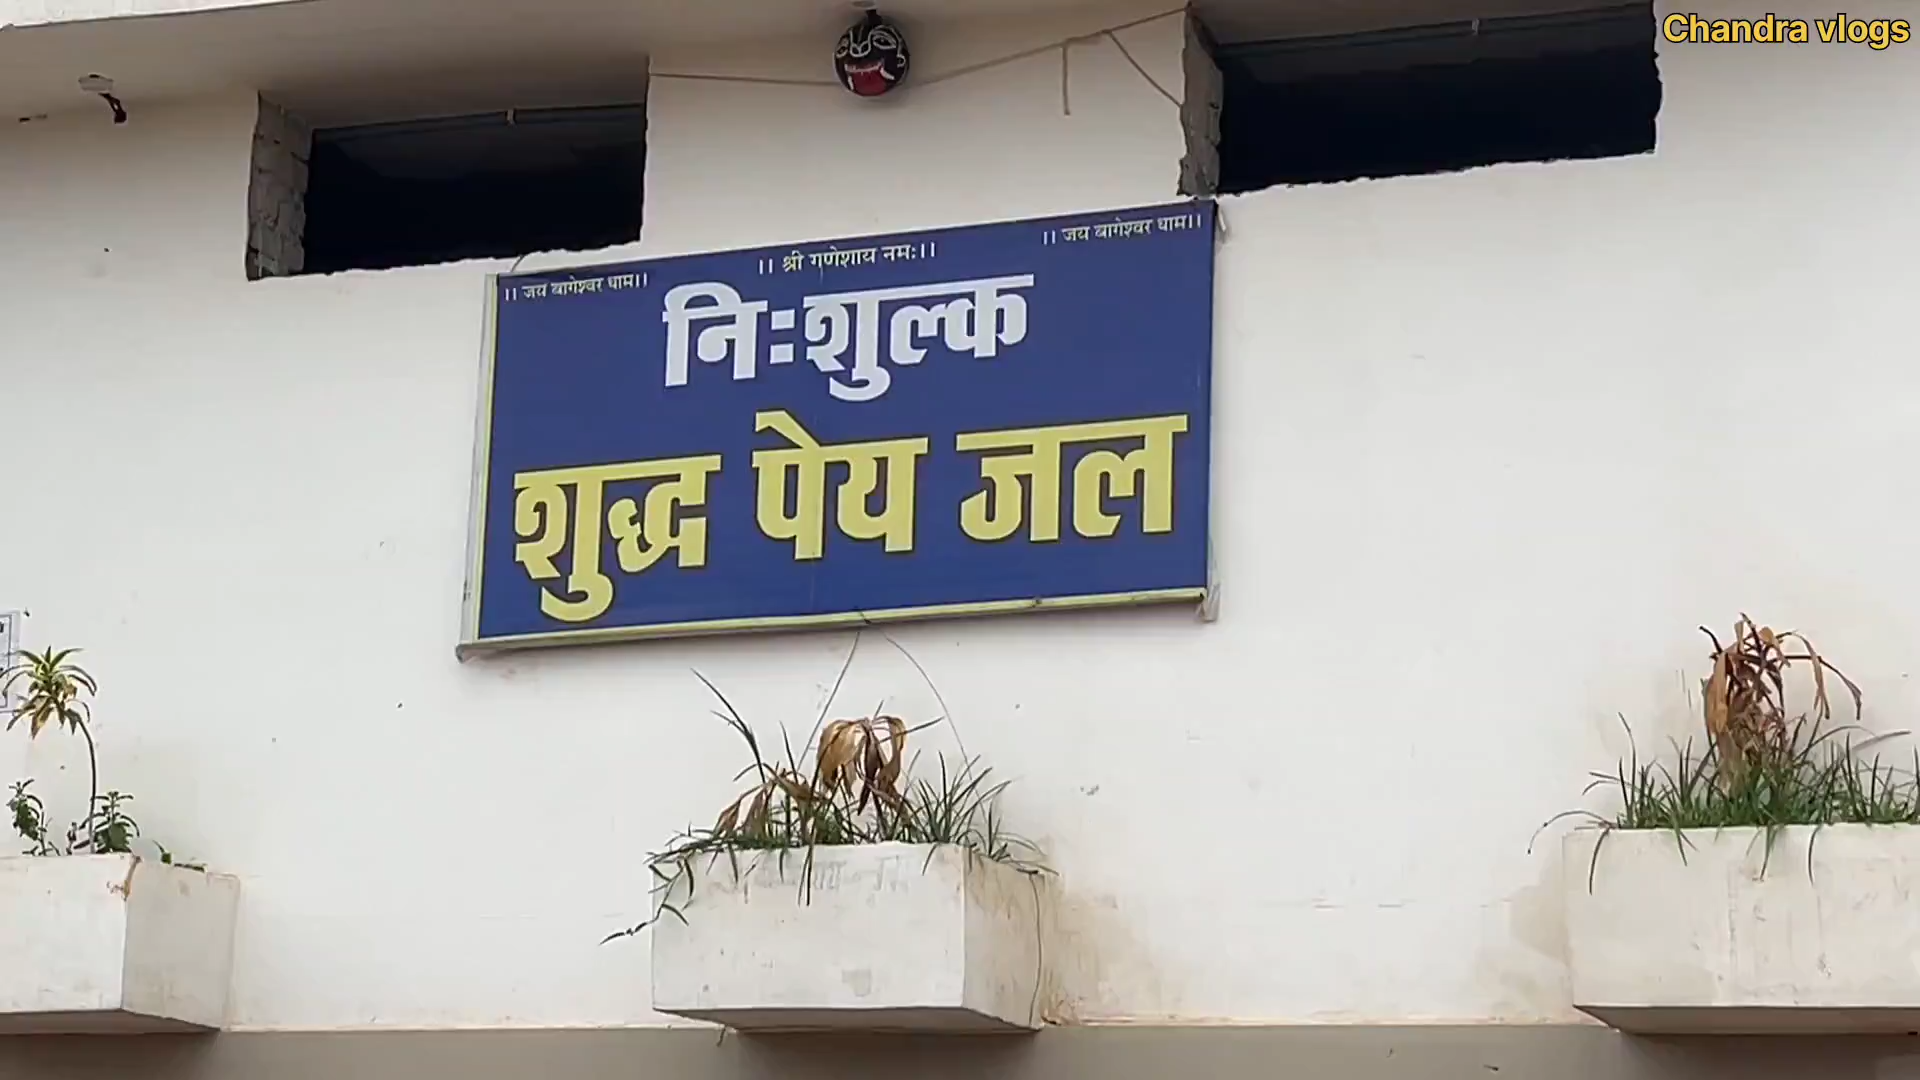 Chandra vlogs
।। जय बागेश्वर धाम।। ।। श्री गणेशाय नमः।। ।। जय बागेश्वर धाम।।
निःशुल्क
शुद्ध पेय जल